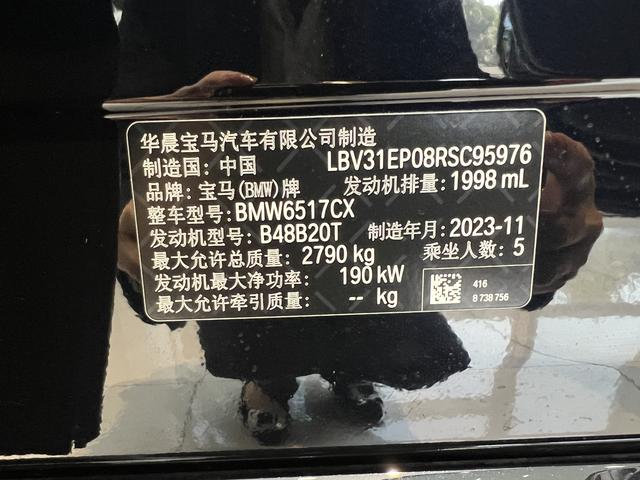 华晨宝马汽车有限公司制造
制造国: 中国 LBV31EP08RSC95976
品牌: 宝马(BMW)牌 发动机排量: 1998 mL
整车型号: BMW6517CX
发动机型号: B48B20T 制造年月: 2023-11
最大允许总质量: 2790 kg 乘坐人数: 5
发动机最大净功率: 190 kW
最大允许牵引质量: -- kg
416
8 738 756